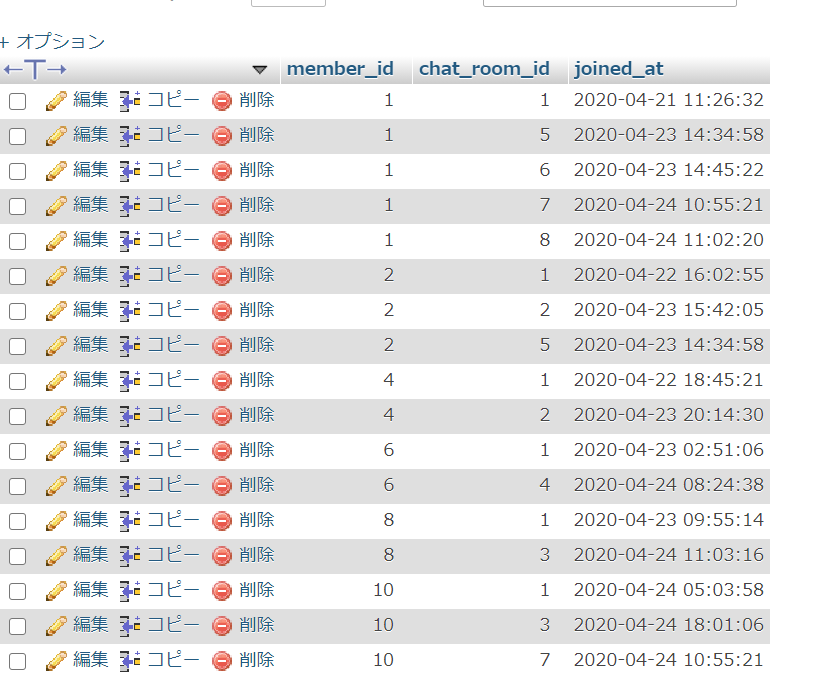 + オプション
←T→ member_id chat_room_id joined_at
編集 コピー 削除 1 1 2020-04-21 11:26:32
編集 コピー 削除 1 5 2020-04-23 14:34:58
編集 コピー 削除 1 6 2020-04-23 14:45:22
編集 コピー 削除 1 7 2020-04-24 10:55:21
編集 コピー 削除 1 8 2020-04-24 11:02:20
編集 コピー 削除 2 1 2020-04-22 16:02:55
編集 コピー 削除 2 2 2020-04-23 15:42:05
編集 コピー 削除 2 5 2020-04-23 14:34:58
編集 コピー 削除 4 1 2020-04-22 18:45:21
編集 コピー 削除 4 2 2020-04-23 20:14:30
編集 コピー 削除 6 1 2020-04-23 02:51:06
編集 コピー 削除 6 4 2020-04-24 08:24:38
編集 コピー 削除 8 1 2020-04-23 09:55:14
編集 コピー 削除 8 3 2020-04-24 11:03:16
編集 コピー 削除 10 1 2020-04-24 05:03:58
編集 コピー 削除 10 3 2020-04-24 18:01:06
編集 コピー 削除 10 7 2020-04-24 10:55:21